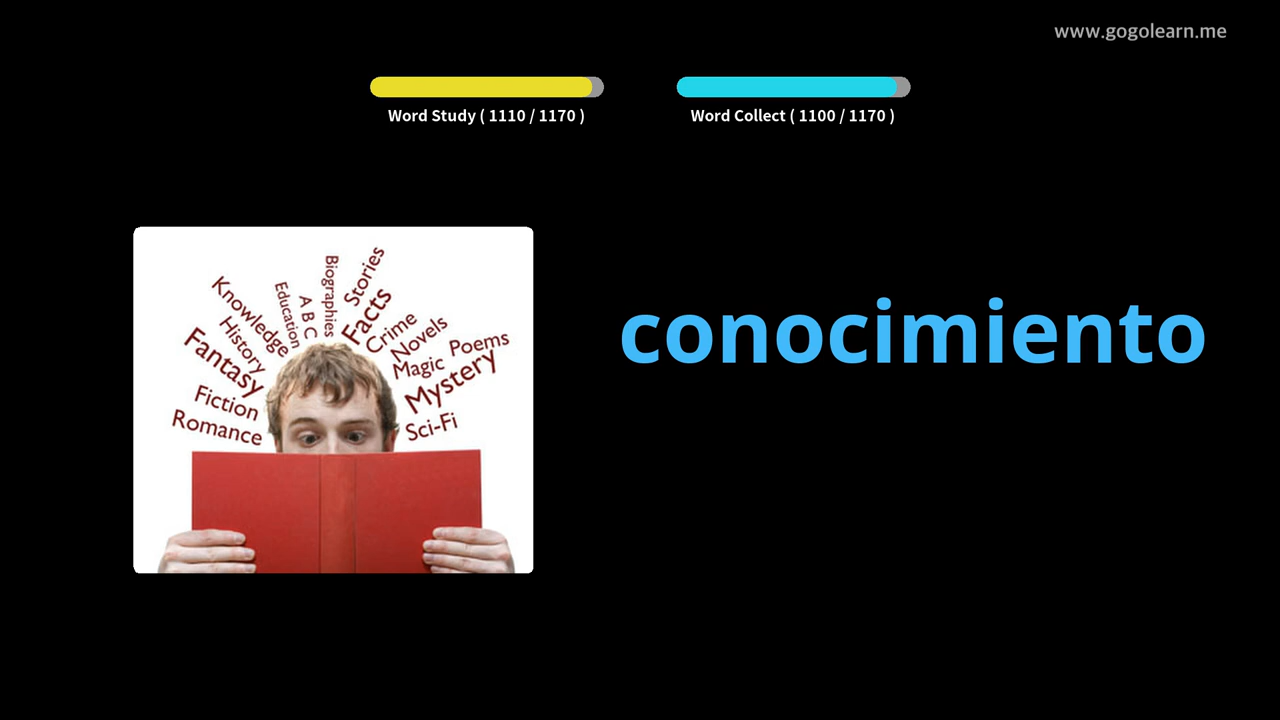 www.gogolearn.me
Word Study ( 1110 / 1170 )
Word Collect ( 1100 / 1170 )
Romance
Fiction
Fantasy
History
Knowledge
Education
A B C
Biographies
Stories
Facts
Crime
Novels
Magic
Poems
Mystery
Sci-Fi
conocimiento